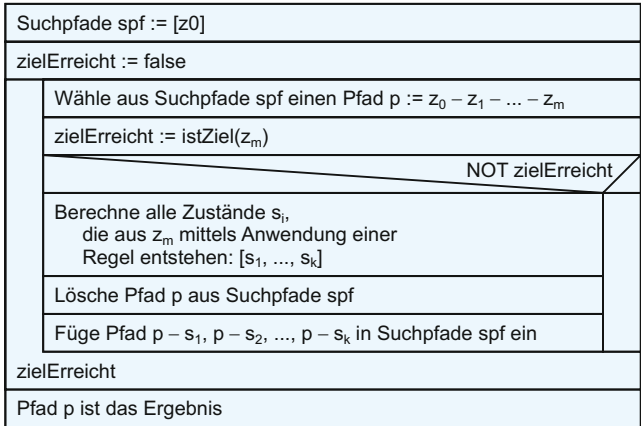 Suchpfade spf := [z0]
zielErreicht := false
Wähle aus Suchpfade spf einen Pfad p := z₀ – z₁ – ... – zₘ
zielErreicht := istZiel(zₘ)
NOT zielErreicht
Berechne alle Zustände sᵢ,
die aus zₘ mittels Anwendung einer
Regel entstehen: [s₁, ..., sₖ]
Lösche Pfad p aus Suchpfade spf
Füge Pfad p – s₁, p – s₂, ..., p – sₖ in Suchpfade spf ein
zielErreicht
Pfad p ist das Ergebnis